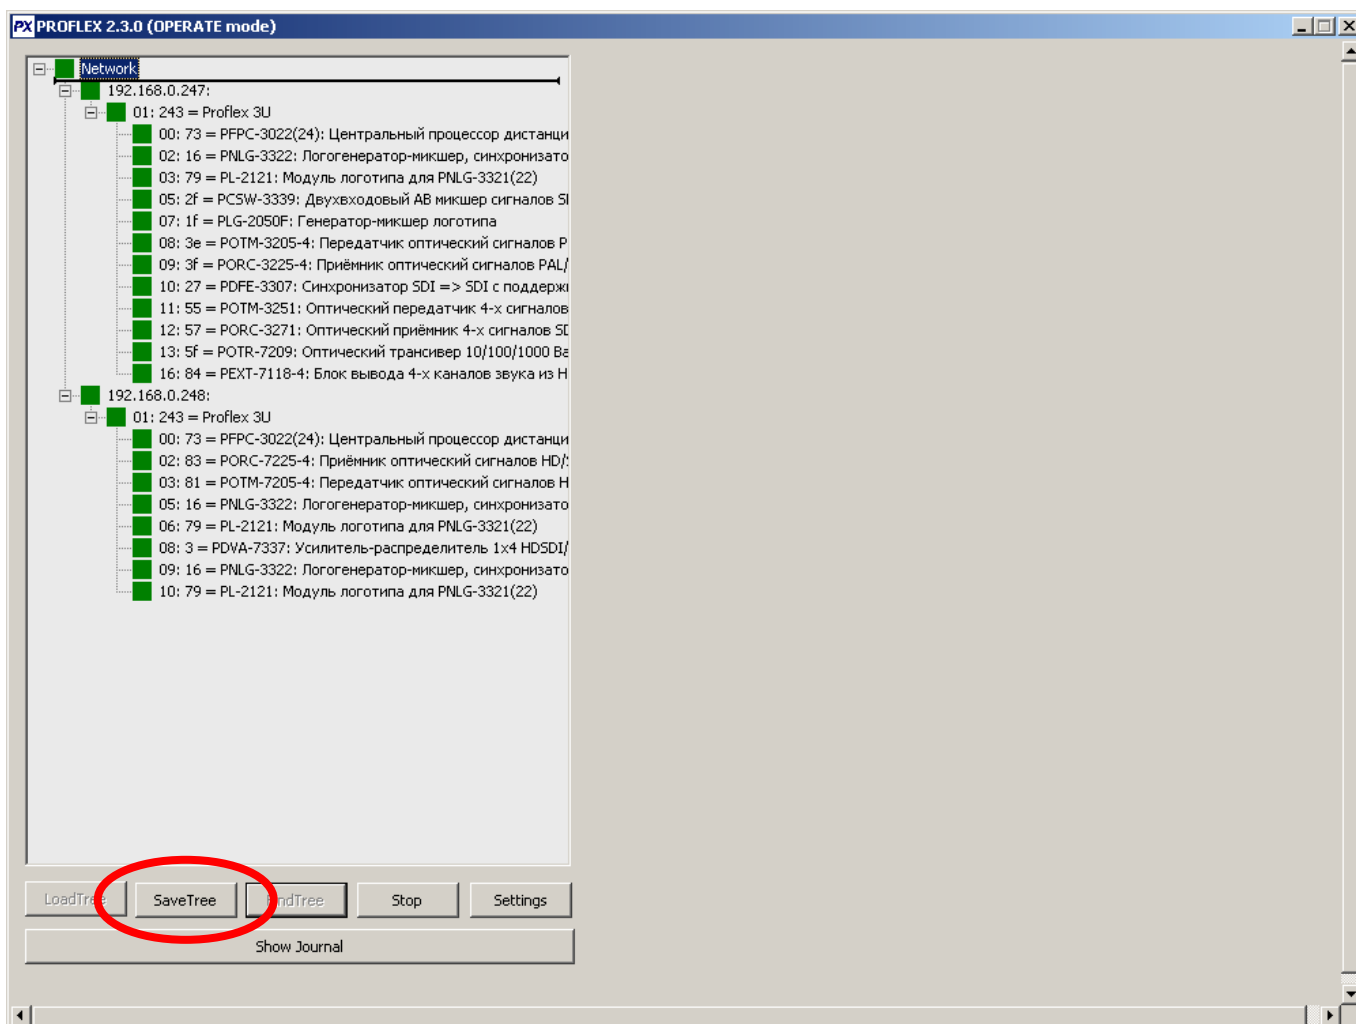 PX PROFLEX 2.3.0 (OPERATE mode)
Network
192.168.0.247:
01: 243 = Proflex 3U
00: 73 = PFPC-3022(24): Центральный процессор дистанци
02: 16 = PNLG-3322: Логогенератор-микшер, синхронизато
03: 79 = PL-2121: Модуль логотипа для PNLG-3321(22)
05: 2f = PCSW-3339: Двухвходовый АВ микшер сигналов
07: 1f = PLG-2050F: Генератор-микшер логотипа
08: 3e = POTM-3205-4: Передатчик оптический сигналов P
09: 3f = PORC-3225-4: Приёмник оптический сигналов PAL/
10: 27 = PDFE-3307: Синхронизатор SDI => SDI с поддерж
11: 55 = POTM-3251: Оптический передатчик 4-х сигналов
12: 57 = PORC-3271: Оптический приёмник 4-х сигналов
13: 5f = POTR-7209: Оптический трансивер 10/100/1000 Ba
16: 84 = PEXT-7118-4: Блок вывода 4-х каналов звука из H
192.168.0.248:
01: 243 = Proflex 3U
00: 73 = PFPC-3022(24): Центральный процессор дистанци
02: 83 = PORC-7225-4: Приёмник оптический сигналов HD/
03: 81 = POTM-7205-4: Передатчик оптический сигналов H
05: 16 = PNLG-3322: Логогенератор-микшер, синхронизато
06: 79 = PL-2121: Модуль логотипа для PNLG-3321(22)
08: 3 = PDVA-7337: Усилитель-распределитель 1x4 HDSDI/
09: 16 = PNLG-3322: Логогенератор-микшер, синхронизато
10: 79 = PL-2121: Модуль логотипа для PNLG-3321(22)
LoadTree SaveTree FindTree Stop Settings
Show Journal